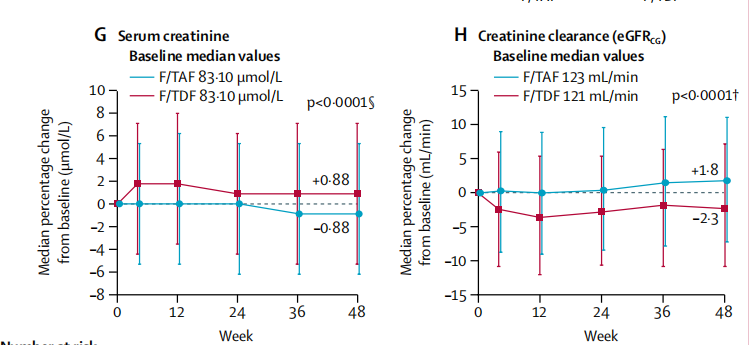 G Serum creatinine
Baseline median values
F/TAF 83·10 µmol/L
F/TDF 83·10 µmol/L
p<0·0001§
Median percentage change
from baseline (µmol/L)
10
8
6
4
2
0
−2
−4
−6
−8
+0·88
−0·88
0 12 24 36 48
Week
H Creatinine clearance (eGFRCG)
Baseline median values
F/TAF 123 mL/min
F/TDF 121 mL/min
p<0·0001†
Median percentage change
from baseline (mL/min)
15
10
5
0
−5
−10
−15
+1·8
−2·3
0 12 24 36 48
Week